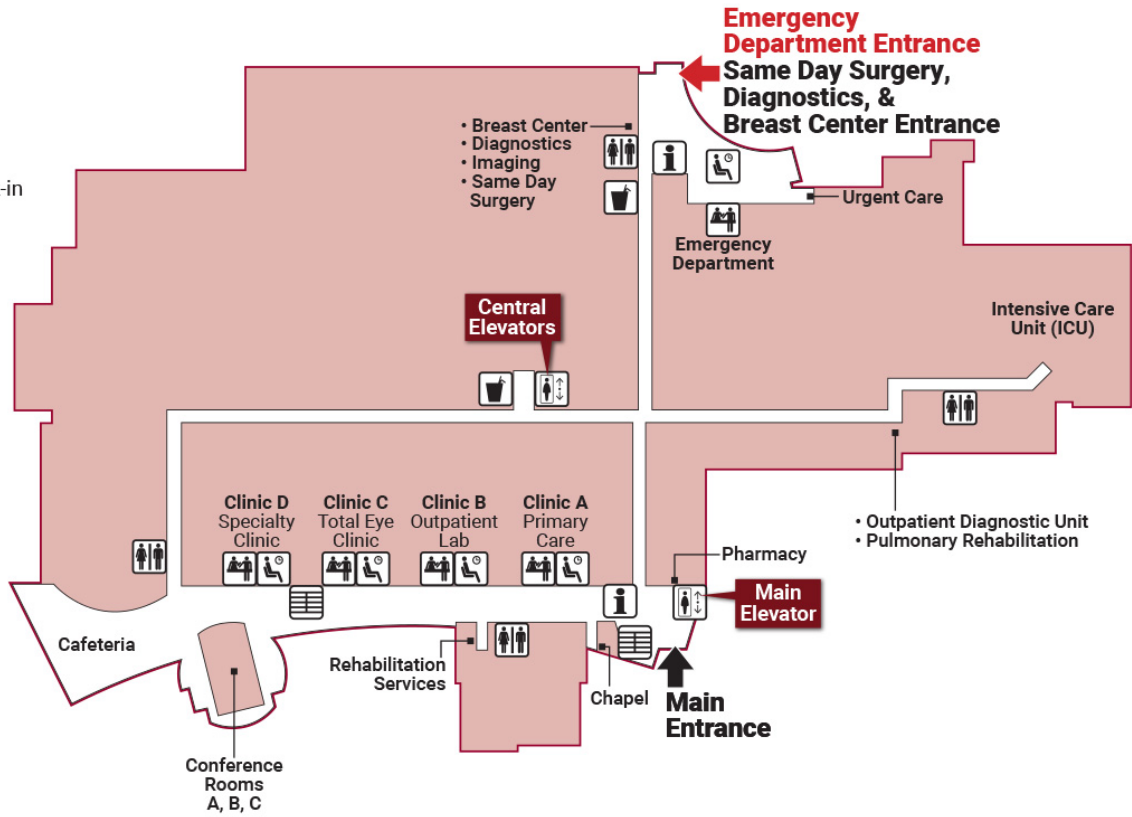 Emergency
Department Entrance
Same Day Surgery,
Diagnostics, &
Breast Center Entrance
• Breast Center
• Diagnostics
• Imaging
• Same Day
Surgery
-in
Urgent Care
Emergency
Department
Central
Elevators
Intensive Care
Unit (ICU)
Clinic D
Specialty
Clinic
Clinic C
Total Eye
Clinic
Clinic B
Outpatient
Lab
Clinic A
Primary
Care
• Outpatient Diagnostic Unit
• Pulmonary Rehabilitation
Pharmacy
Main
Elevator
Cafeteria
Rehabilitation
Services
Chapel
Main
Entrance
Conference
Rooms
A, B, C